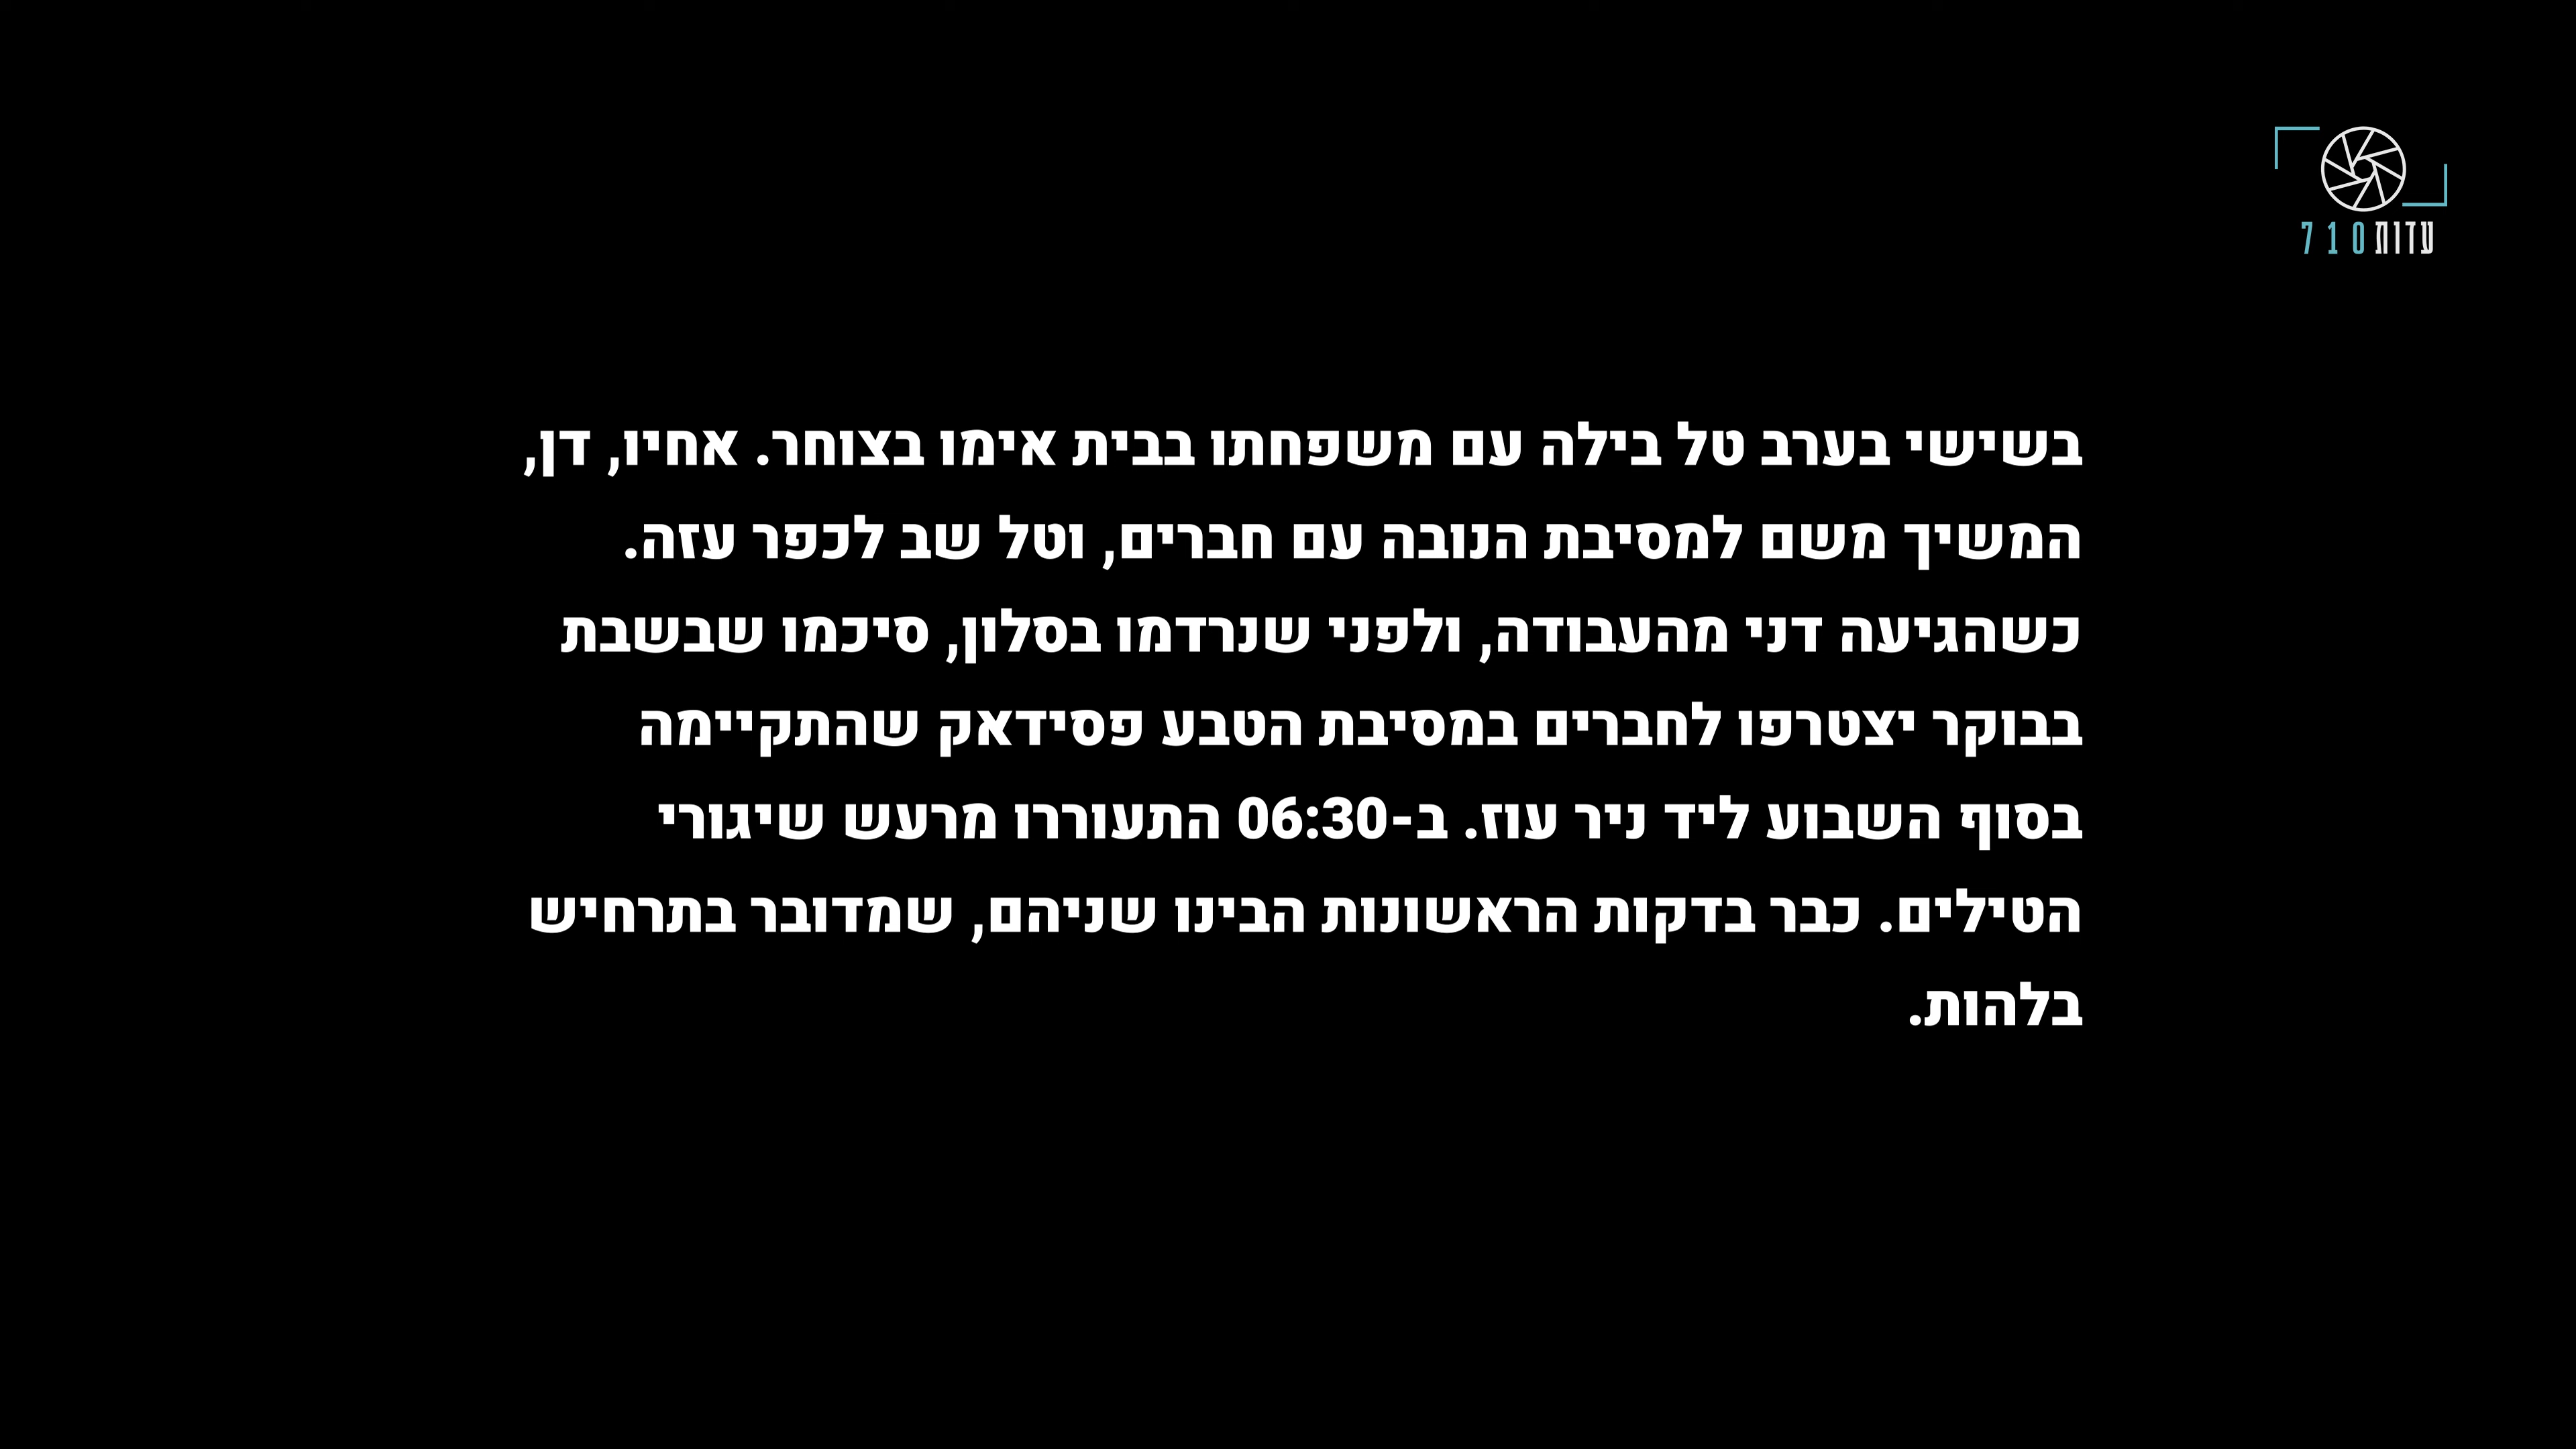 עדות710
בשישי בערב טל בילה עם משפחתו בבית אימו בצוחר. אחיו, דן,
המשיך משם למסיבת הנובה עם חברים, וטל שב לכפר עזה.
כשהגיעה דני מהעבודה, ולפני שנרדמו בסלון, סיכמו שבשבת
בבוקר יצטרפו לחברים במסיבת הטבע פסידאק שהתקיימה
בסוף השבוע ליד ניר עוז. ב-06:30 התעוררו מרעש שיגורי
הטילים. כבר בדקות הראשונות הבינו שניהם, שמדובר בתרחיש
בלהות.